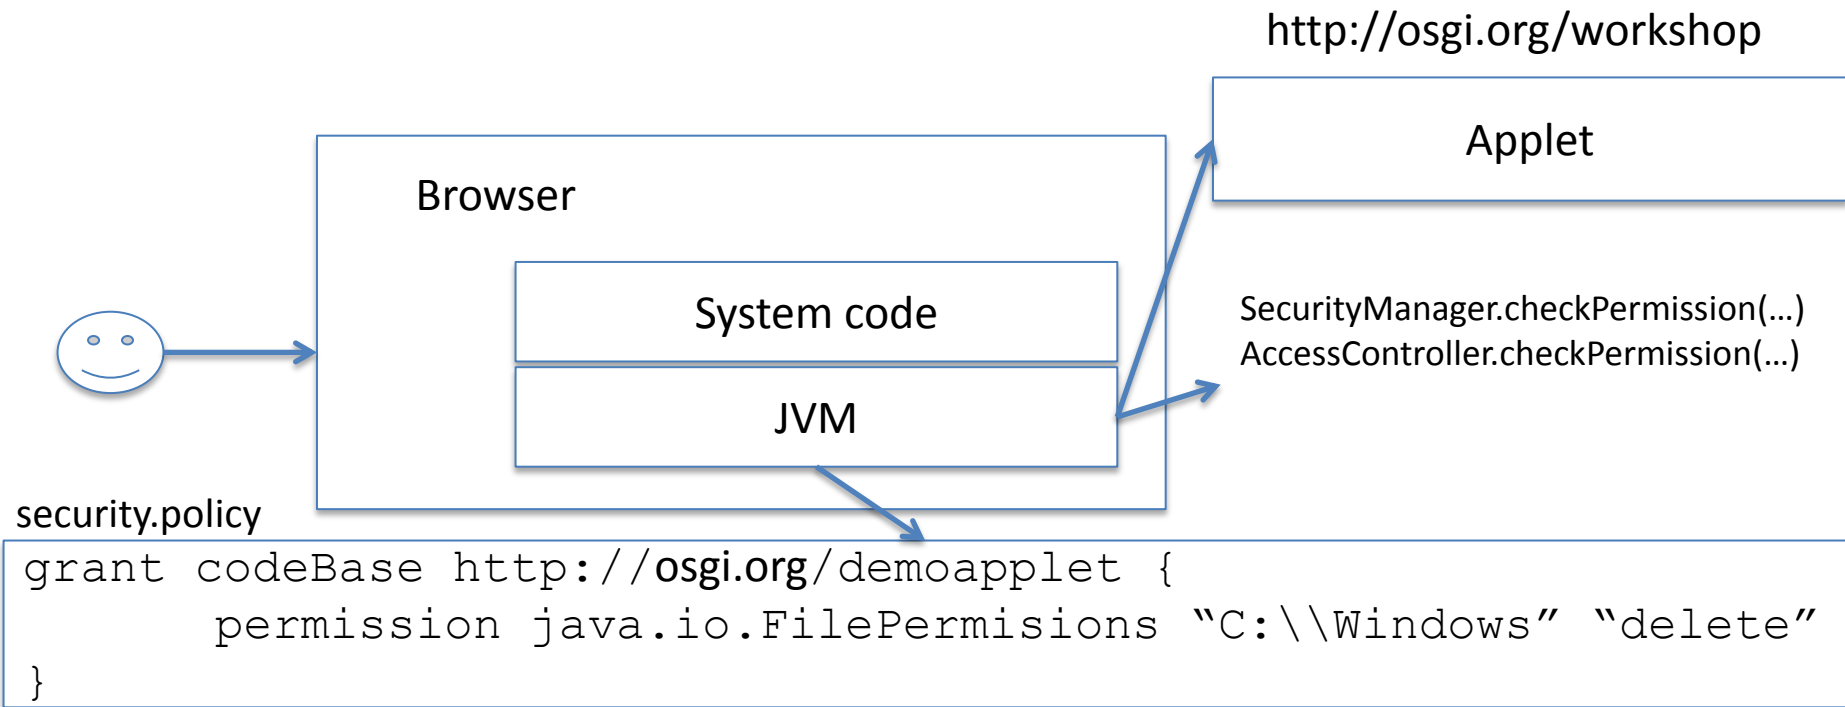 http://osgi.org/workshop
Applet
Browser
System code
SecurityManager.checkPermission(…)
AccessController.checkPermission(…)
JVM
security.policy
grant codeBase http://osgi.org/demoapplet {
permission java.io.FilePermisions “C:\\Windows” “delete”
}